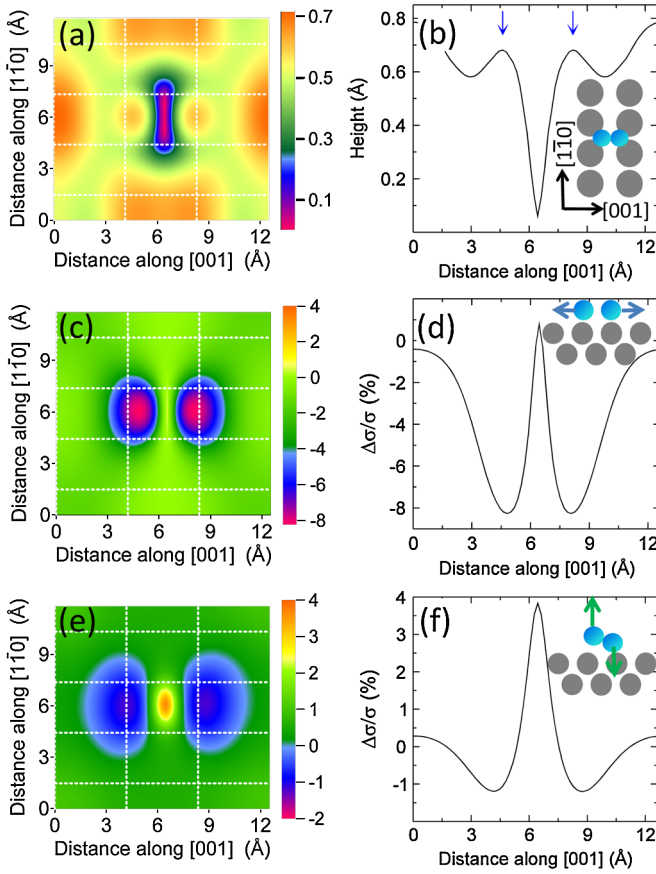 (a)
Distance along [11̅0] (Å)
9
6
3
0
0 3 6 9 12
Distance along [001] (Å)
0.7
0.5
0.3
0.1
(b)
Height (Å)
0.8
0.6
0.4
0.2
[11̅0]
[001]
0 3 6 9 12
Distance along [001] (Å)
(c)
Distance along [11̅0] (Å)
9
6
3
0
0 3 6 9 12
Distance along [001] (Å)
4
2
0
-2
-4
-6
-8
(d)
Δσ/σ (%)
0
-2
-4
-6
-8
0 3 6 9 12
Distance along [001] (Å)
(e)
Distance along [11̅0] (Å)
9
6
3
0
0 3 6 9 12
Distance along [001] (Å)
4
3
2
1
0
-1
-2
(f)
Δσ/σ (%)
4
3
2
1
0
-1
0 3 6 9 12
Distance along [001] (Å)